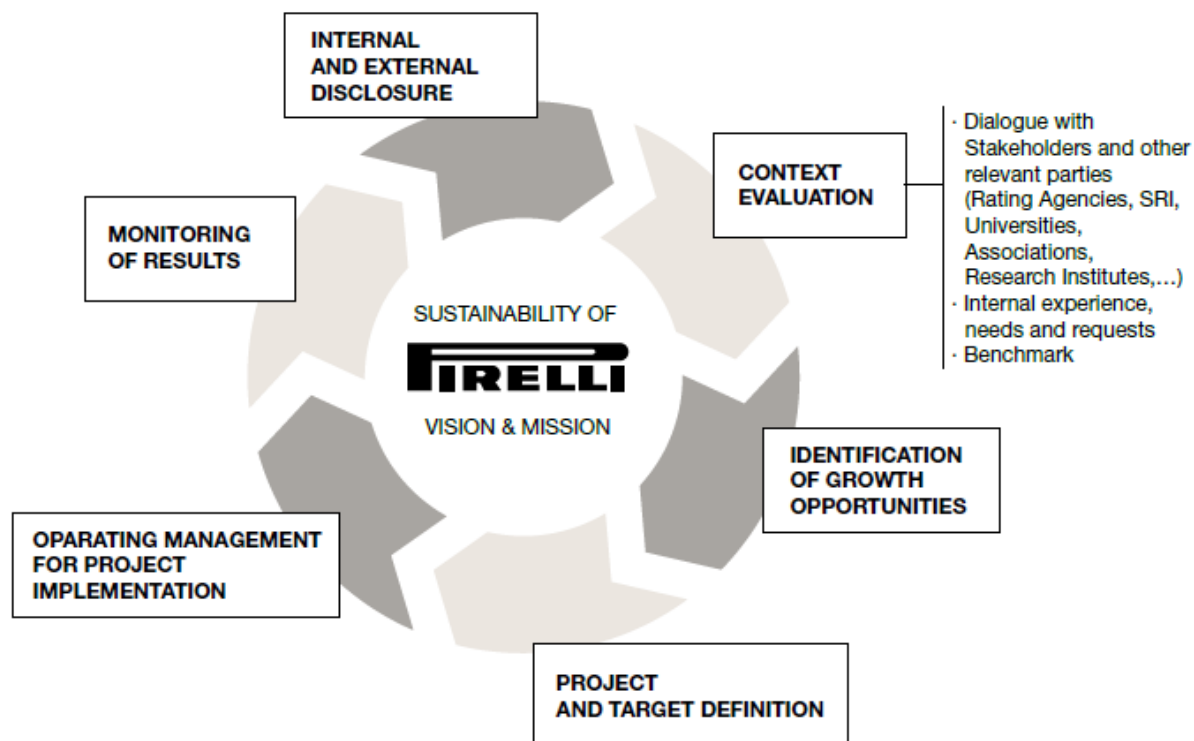 INTERNAL
AND EXTERNAL
DISCLOSURE
CONTEXT
EVALUATION
· Dialogue with
Stakeholders and other
relevant parties
(Rating Agencies, SRI,
Universities,
Associations,
Research Institutes,...)
· Internal experience,
needs and requests
· Benchmark
MONITORING
OF RESULTS
SUSTAINABILITY OF
PIRELLI
VISION & MISSION
IDENTIFICATION
OF GROWTH
OPPORTUNITIES
OPARATING MANAGEMENT
FOR PROJECT
IMPLEMENTATION
PROJECT
AND TARGET DEFINITION